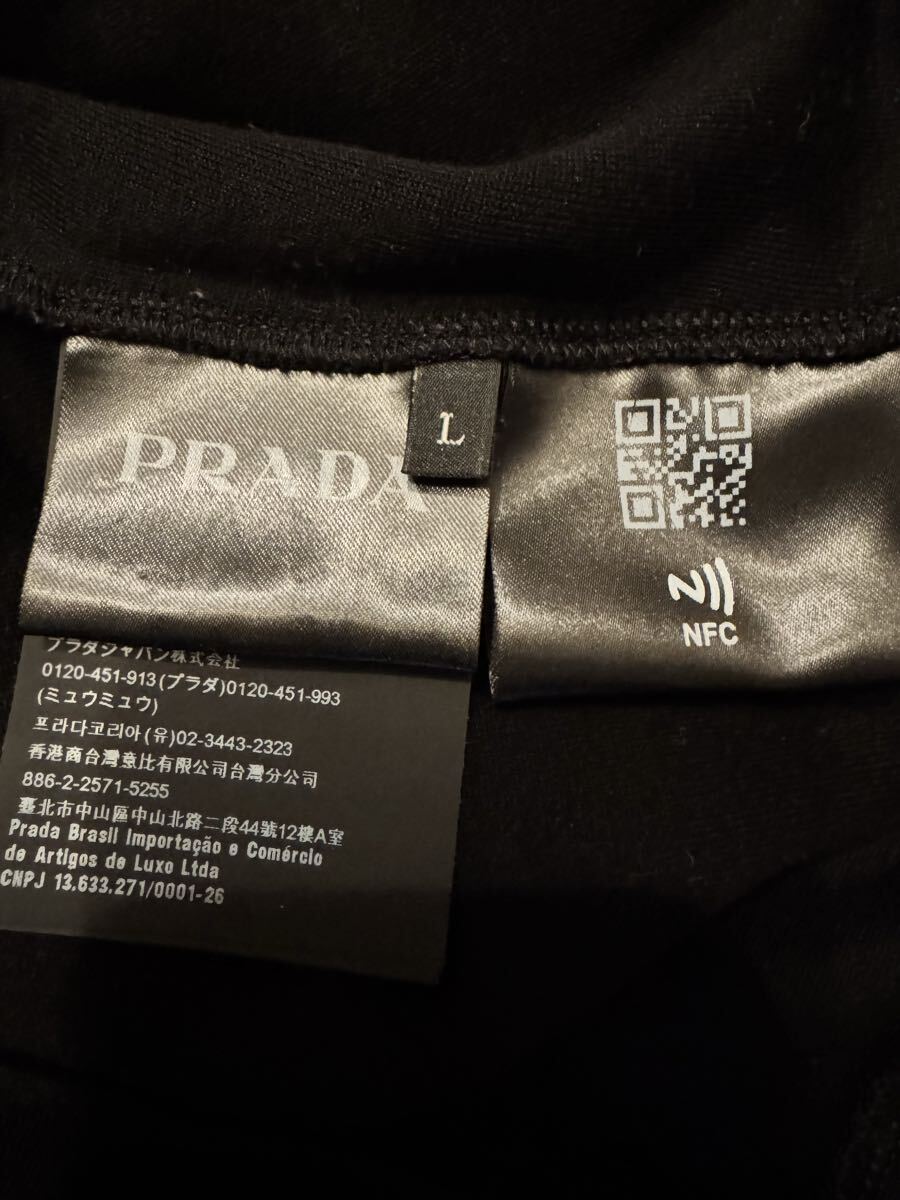 PRADA
L
NFC
プラダジャパン株式会社
0120-451-913(プラダ)0120-451-993
(ミュウミュウ)
프라다코리아(유)02-3443-2323
香港商台灣意比有限公司台灣分公司
886-2-2571-5255
臺北市中山區中山北路二段44號12樓A室
Prada Brasil Importação e Comércio
de Artigos de Luxo Ltda
CNPJ 13.633.271/0001-26